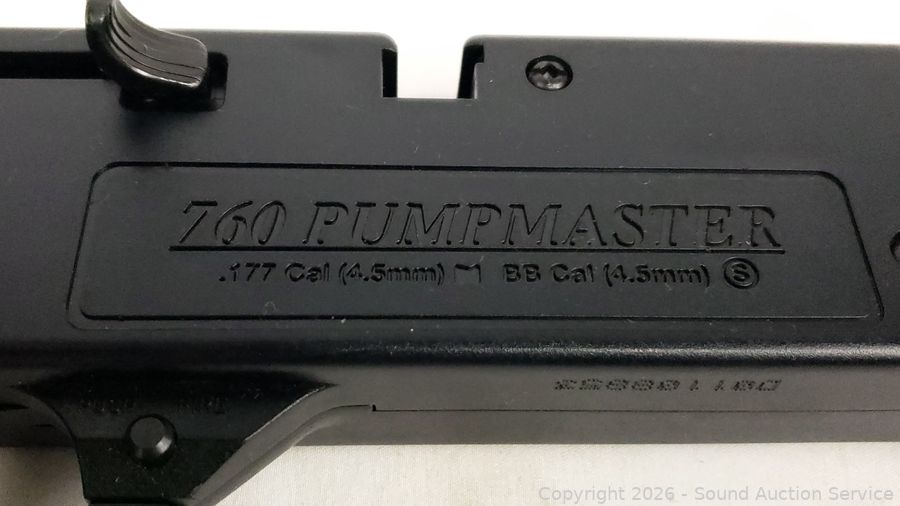 760 PUMPMASTER
.177 Cal (4.5mm) BB Cal (4.5mm) S
Copyright 2026 - Sound Auction Service